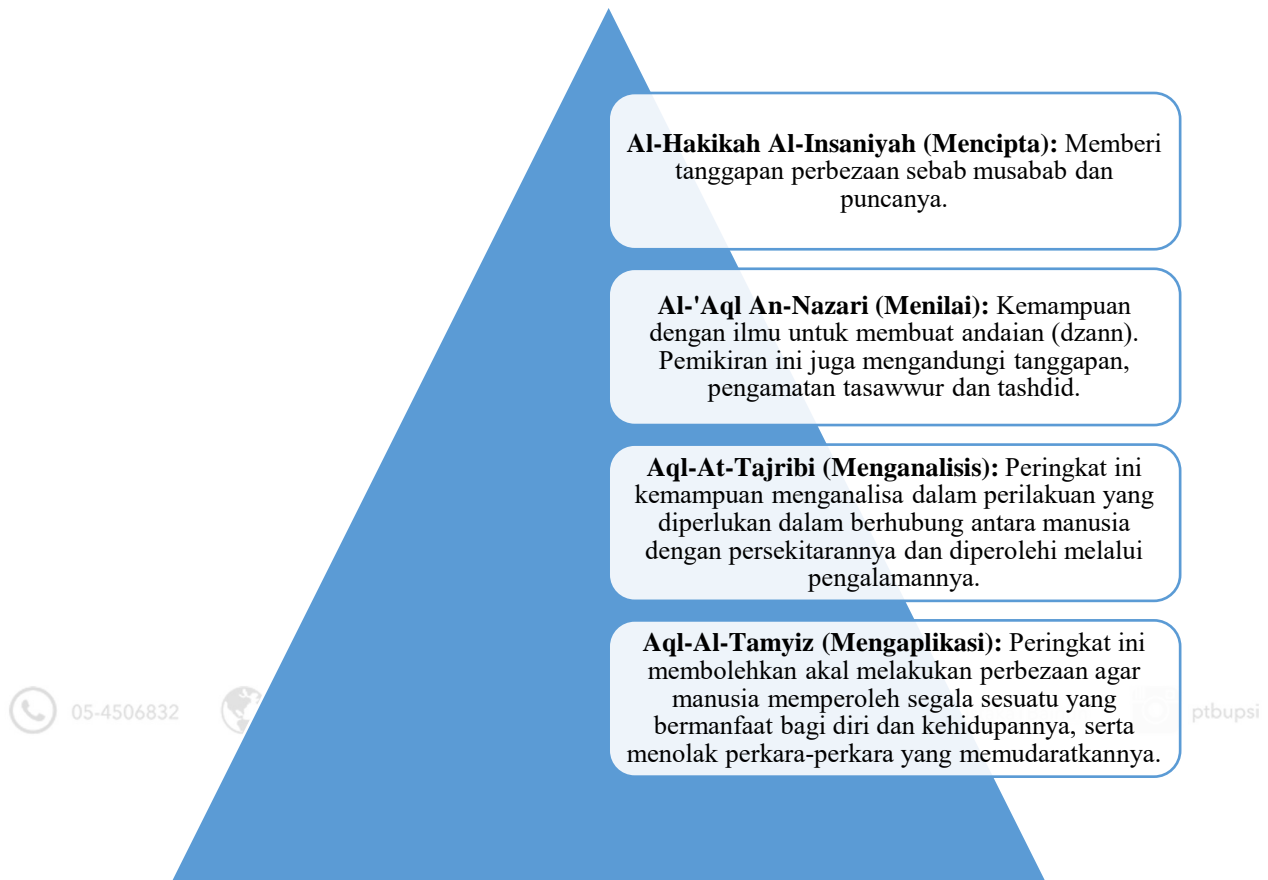 Al-Hakikah Al-Insaniyah (Mencipta): Memberi
tanggapan perbezaan sebab musabab dan
puncanya.
Al-'Aql An-Nazari (Menilai): Kemampuan
dengan ilmu untuk membuat andaian (dzann).
Pemikiran ini juga mengandungi tanggapan,
pengamatan tasawwur dan tashdid.
Aql-At-Tajribi (Menganalisis): Peringkat ini
kemampuan menganalisa dalam perilakuan yang
diperlukan dalam berhubung antara manusia
dengan persekitarannya dan diperolehi melalui
pengalamannya.
Aql-Al-Tamyiz (Mengaplikasi): Peringkat ini
membolehkan akal melakukan perbezaan agar
manusia memperoleh segala sesuatu yang
bermanfaat bagi diri dan kehidupannya, serta
menolak perkara-perkara yang memudaratkannya.
05-4506832
ptbupsi